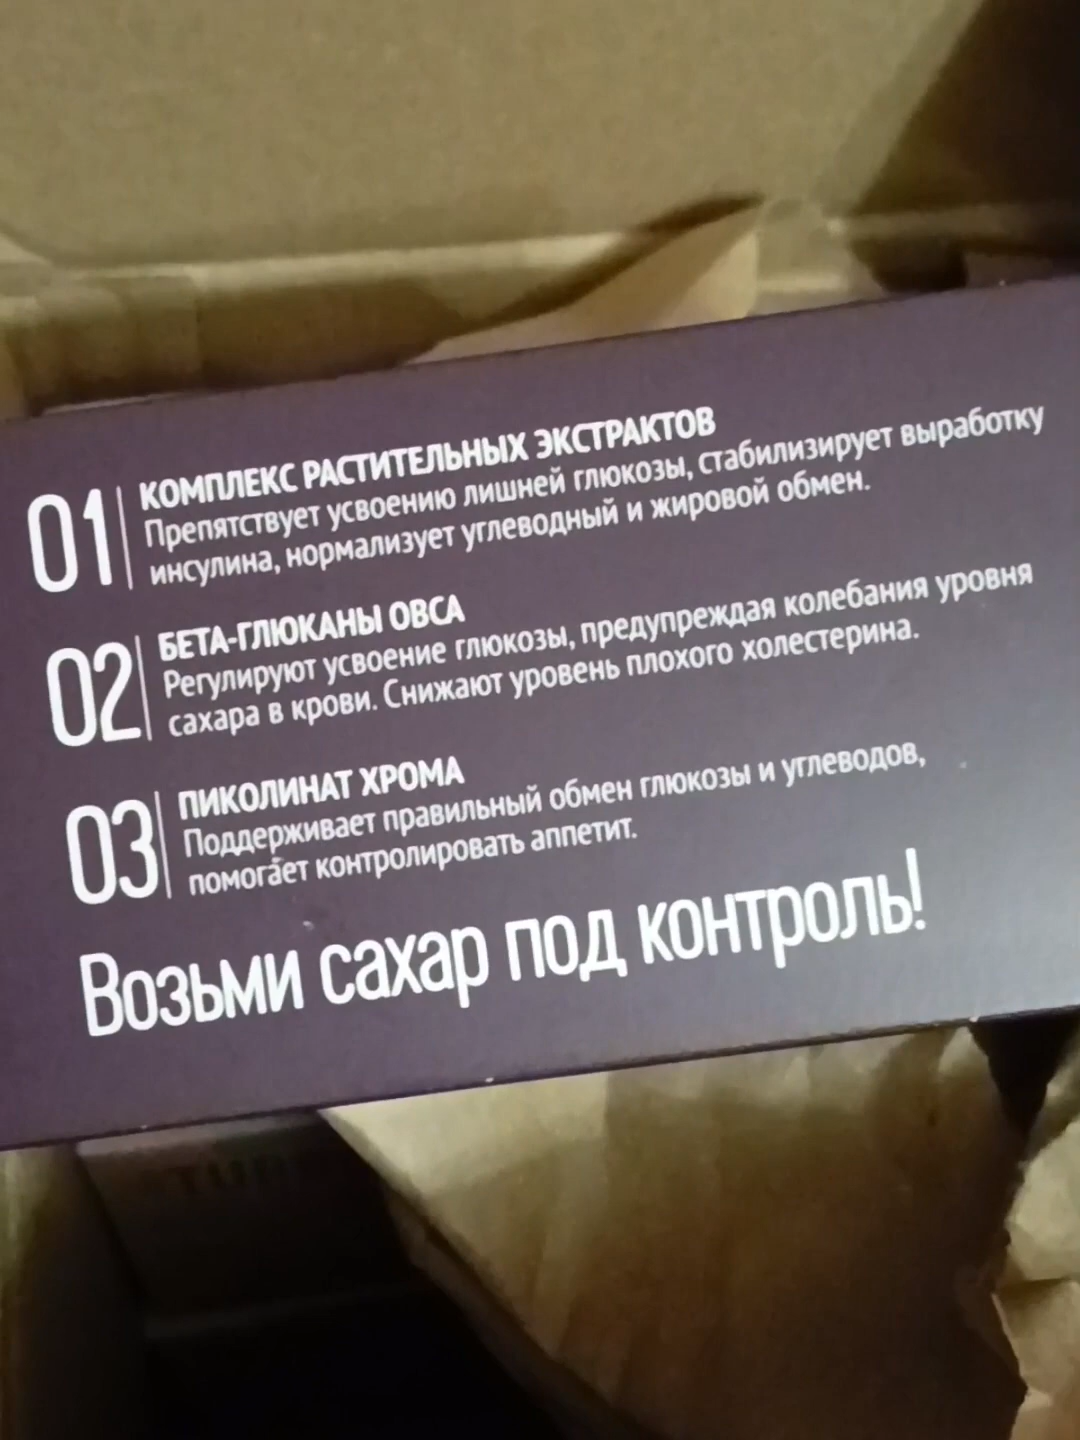 01
КОМПЛЕКС РАСТИТЕЛЬНЫХ ЭКСТРАКТОВ
Препятствует усвоению лишней глюкозы, стабилизирует выработку
инсулина, нормализует углеводный и жировой обмен.
02
БЕТА-ГЛЮКАНЫ ОВСА
Регулируют усвоение глюкозы, предупреждая колебания уровня
сахара в крови. Снижают уровень плохого холестерина.
03
ПИКОЛИНАТ ХРОМА
Поддерживает правильный обмен глюкозы и углеводов,
помогает контролировать аппетит.
Возьми сахар под контроль!